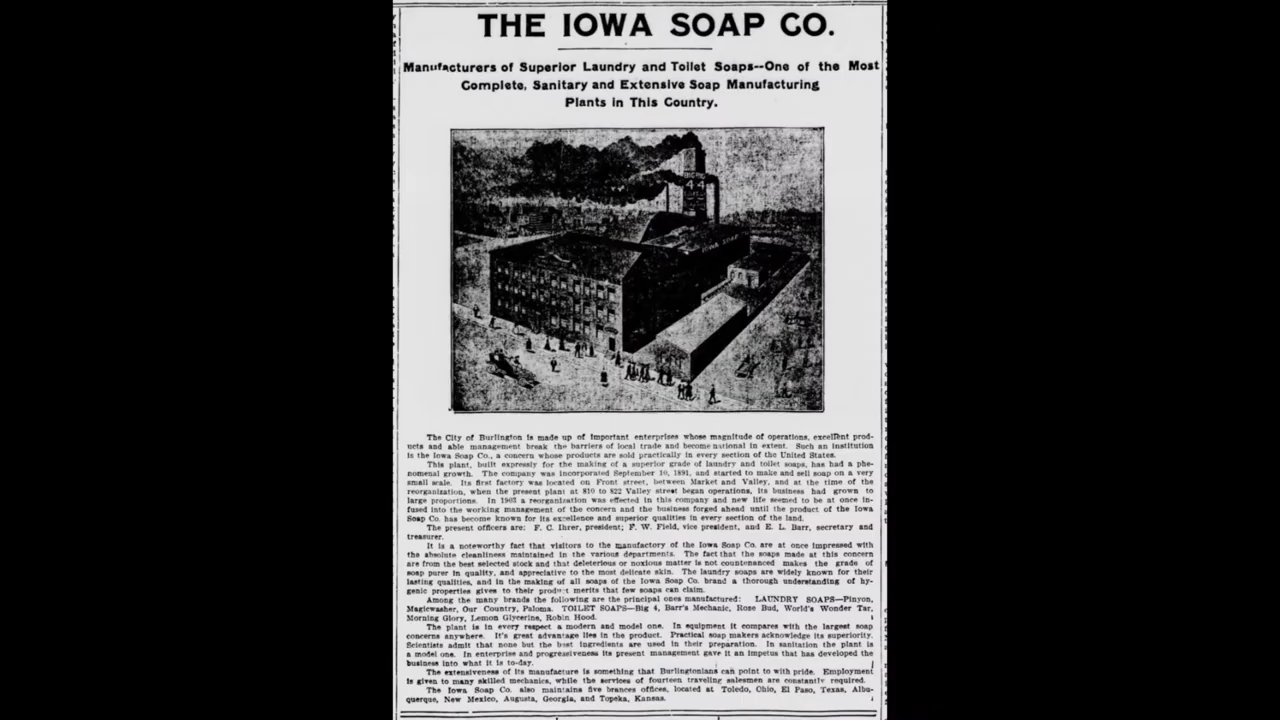 THE IOWA SOAP CO.
Manufacturers of Superior Laundry and Toilet Soaps--One of the Most
Complete, Sanitary and Extensive Soap Manufacturing
Plants in This Country.
44
IOWA SOAP
The City of Burlington is made up of important enterprises whose magnitude of operations, excellent prod-
ucts and able management break the barriers of local trade and become national in extent. Such an institution
is the Iowa Soap Co., a concern whose products are sold practically in every section of the United States.
This plant, built expressly for the making of a superior grade of laundry and toilet soaps, has had a phe-
nomenal growth. The company was incorporated September 10, 1891, and started to make and sell soap on a very
small scale. Its first factory was located on Front street, between Market and Valley, and at the time of the
reorganization, when the present plant at 810 to 822 Valley street began operations, its business had grown to
large proportions. In 1903 a reorganization was effected in this company and new life seemed to be at once in-
fused into the working management of the concern and the business forged ahead until the product of the Iowa
Soap Co. has become known for its excellence and superior qualities in every section of the land.
The present officers are: F. C. Ihrer, president; F. W. Field, vice president, and E. L. Barr, secretary and
treasurer.
It is a noteworthy fact that visitors to the manufactory of the Iowa Soap Co. are at once impressed with
the absolute cleanliness maintained in the various departments. The fact that the soaps made at this concern
are from the best selected stock and that deleterious or noxious matter is not countenanced makes the grade of
soap purer in quality, and appreciative to the most delicate skin. The laundry soaps are widely known for their
lasting qualities, and in the making of all soaps of the Iowa Soap Co. brand a thorough understanding of hy-
genic properties gives to their product merits that few soaps can claim.
Among the many brands the following are the principal ones manufactured: LAUNDRY SOAPS—Pinyon,
Magicwasher, Our Country, Paloma. TOILET SOAPS—Big 4, Barr's Mechanic, Rose Bud, World's Wonder Tar,
Morning Glory, Lemon Glycerine, Robin Hood.
The plant is in every respect a modern and model one. In equipment it compares with the largest soap
concerns anywhere. It's great advantage lies in the product. Practical soap makers acknowledge its superiority.
Scientists admit that none but the best ingredients are used in their preparation. In sanitation the plant is
a model one. In enterprise and progressiveness its present management gave it an impetus that has developed the
business into what it is to-day.
The extensiveness of its manufacture is something that Burlingtonians can point to with pride. Employment
is given to many skilled mechanics, while the services of fourteen traveling salesmen are constantly required.
The Iowa Soap Co. also maintains five brances offices, located at Toledo, Ohio, El Paso, Texas, Albu-
querque, New Mexico, Augusta, Georgia, and Topeka, Kansas.